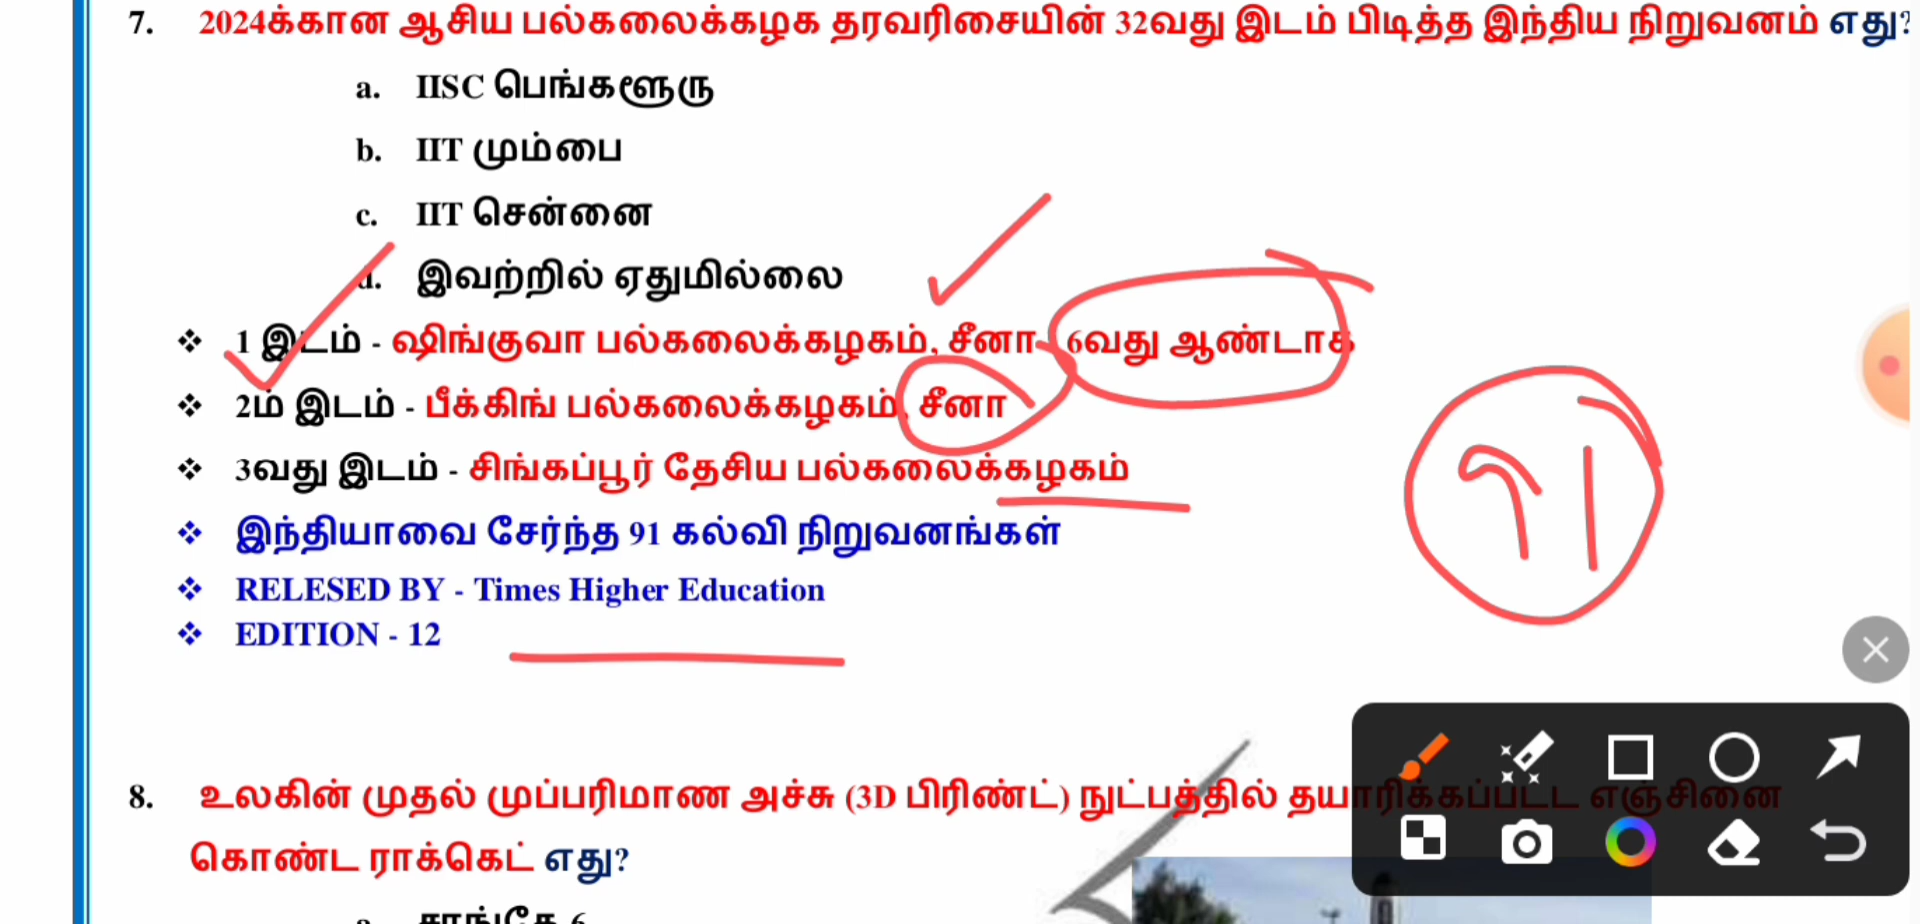 7. 2024க்கான ஆசிய பல்கலைக்கழக தரவரிசையின் 32வது இடம் பிடித்த இந்திய நிறுவனம் எது?
a. IISC பெங்களூரு
b. IIT மும்பை
c. IIT சென்னை
d. இவற்றில் ஏதுமில்லை
❖ 1 இடம் - ஷிங்குவா பல்கலைக்கழகம், சீனா 6வது ஆண்டாக
❖ 2ம் இடம் - பீக்கிங் பல்கலைக்கழகம், சீனா
❖ 3வது இடம் - சிங்கப்பூர் தேசிய பல்கலைக்கழகம்
91
❖ இந்தியாவை சேர்ந்த 91 கல்வி நிறுவனங்கள்
❖ RELESED BY - Times Higher Education
❖ EDITION - 12
8. உலகின் முதல் முப்பரிமாண அச்சு (3D பிரிண்ட்) நுட்பத்தில் தயாரிக்கப்பட்ட எஞ்சினை
கொண்ட ராக்கெட் எது?